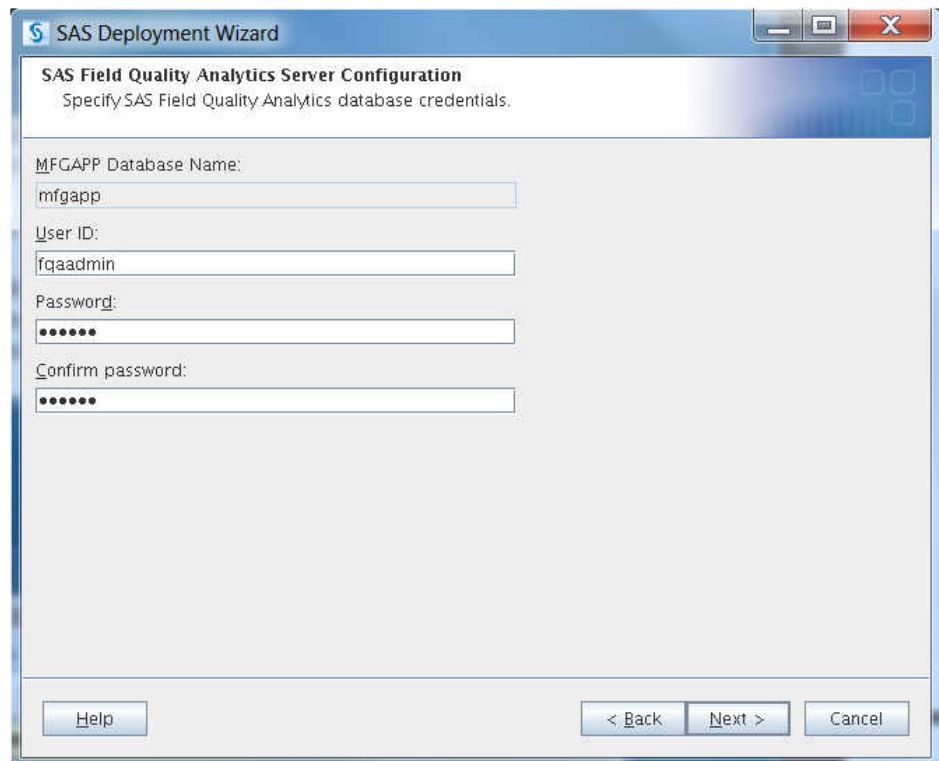 SAS Deployment Wizard
SAS Field Quality Analytics Server Configuration
Specify SAS Field Quality Analytics database credentials.
MFGAPP Database Name:
mfgapp
User ID:
fqaadmin
Password:
••••••
Confirm password:
••••••
Help
< Back
Next >
Cancel